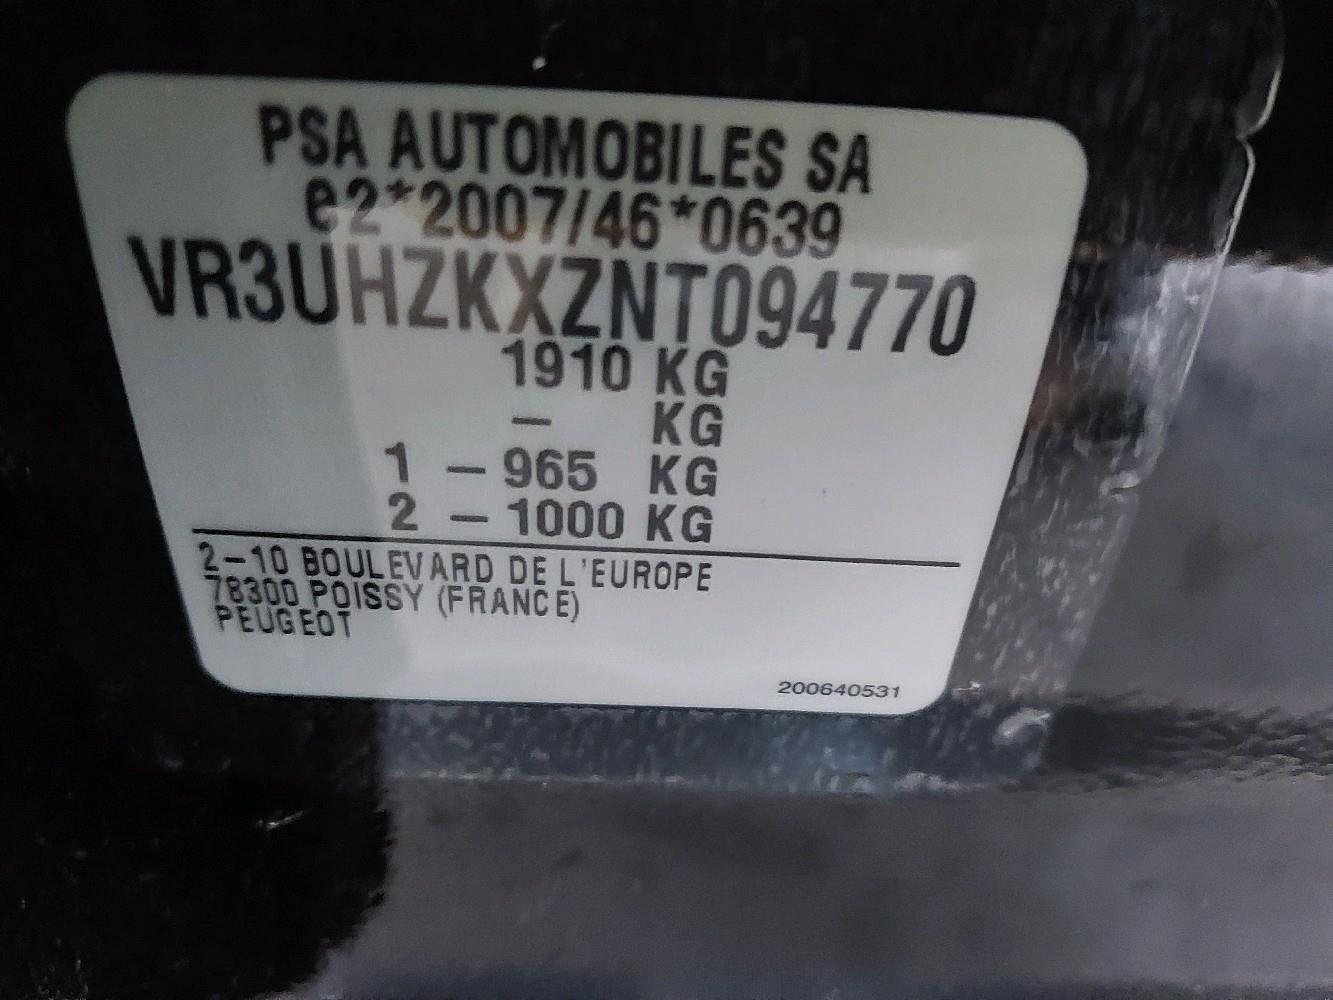 PSA AUTOMOBILES SA
e2*2007/46*0639
VR3UHZKXZNT094770
1910 KG
– KG
1 – 965 KG
2 – 1000 KG
2–10 BOULEVARD DE L'EUROPE
78300 POISSY (FRANCE)
PEUGEOT
200640531